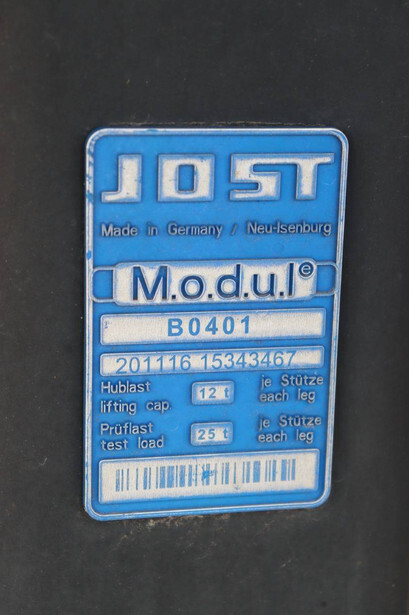 JOST
Made in Germany / Neu-Isenburg
M.o.d.u.l e
B0401
201116 15343467
Hublast 12 t je Stütze
lifting cap. each leg
Prüflast 25 t je Stütze
test load each leg